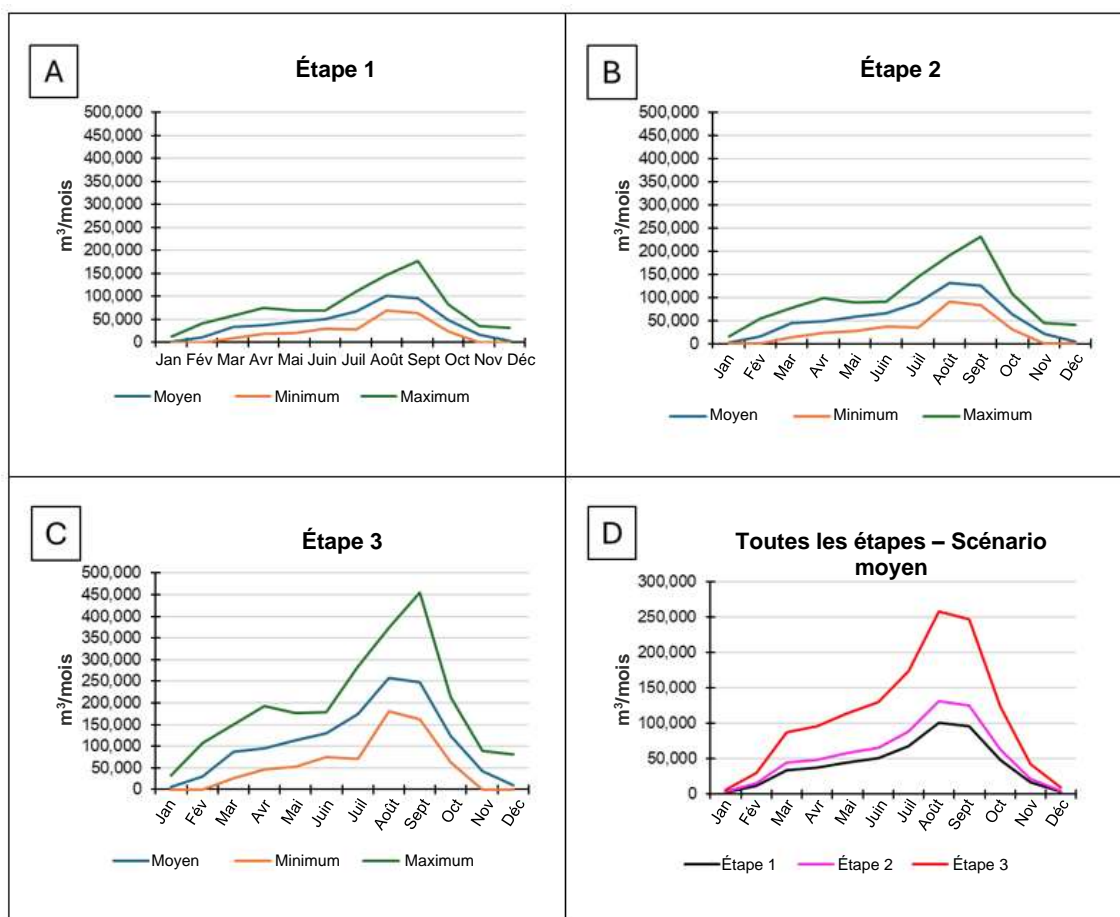 A
Étape 1
500,000
450,000
400,000
350,000
300,000
250,000
200,000
150,000
100,000
50,000
0
m³/mois
Jan Fév Mar Avr Mai Juin Juil Août Sept Oct Nov Déc
Moyen Minimum Maximum
B
Étape 2
500,000
450,000
400,000
350,000
300,000
250,000
200,000
150,000
100,000
50,000
0
m³/mois
Jan Fév Mar Avr Mai Juin Juil Août Sept Oct Nov Déc
Moyen Minimum Maximum
C
Étape 3
500,000
450,000
400,000
350,000
300,000
250,000
200,000
150,000
100,000
50,000
0
m³/mois
Jan Fév Mar Avr Mai Juin Juil Août Sept Oct Nov Déc
Moyen Minimum Maximum
D
Toutes les étapes – Scénario
moyen
300,000
250,000
200,000
150,000
100,000
50,000
0
m³/mois
Jan Fév Mar Avr Mai Juin Juil Août Sept Oct Nov Déc
Étape 1 Étape 2 Étape 3